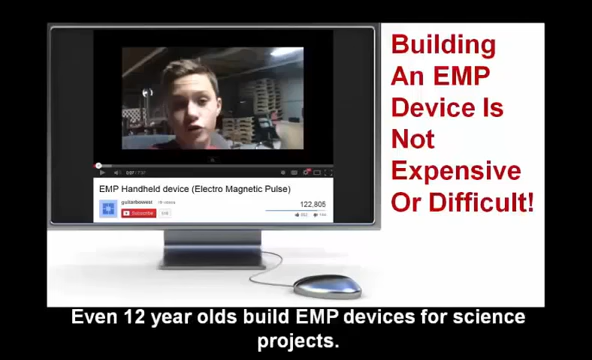 Building
An EMP
Device Is
Not
Expensive
Or Difficult!
EMP Handheld device (Electro Magnetic Pulse)
Subscribe
122,805
Even 12 year olds build EMP devices for science
projects.